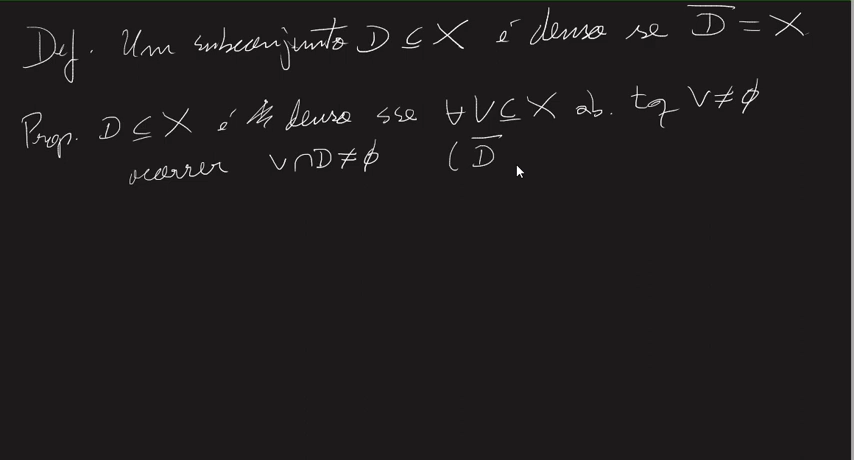 Def. Um subconjunto D ⊆ X é denso se D̅ = X
Prop. D ⊆ X é denso sse ∀V ⊆ X ab. tq V ≠ ϕ
ocorrer V ∩ D ≠ ϕ ( D̅